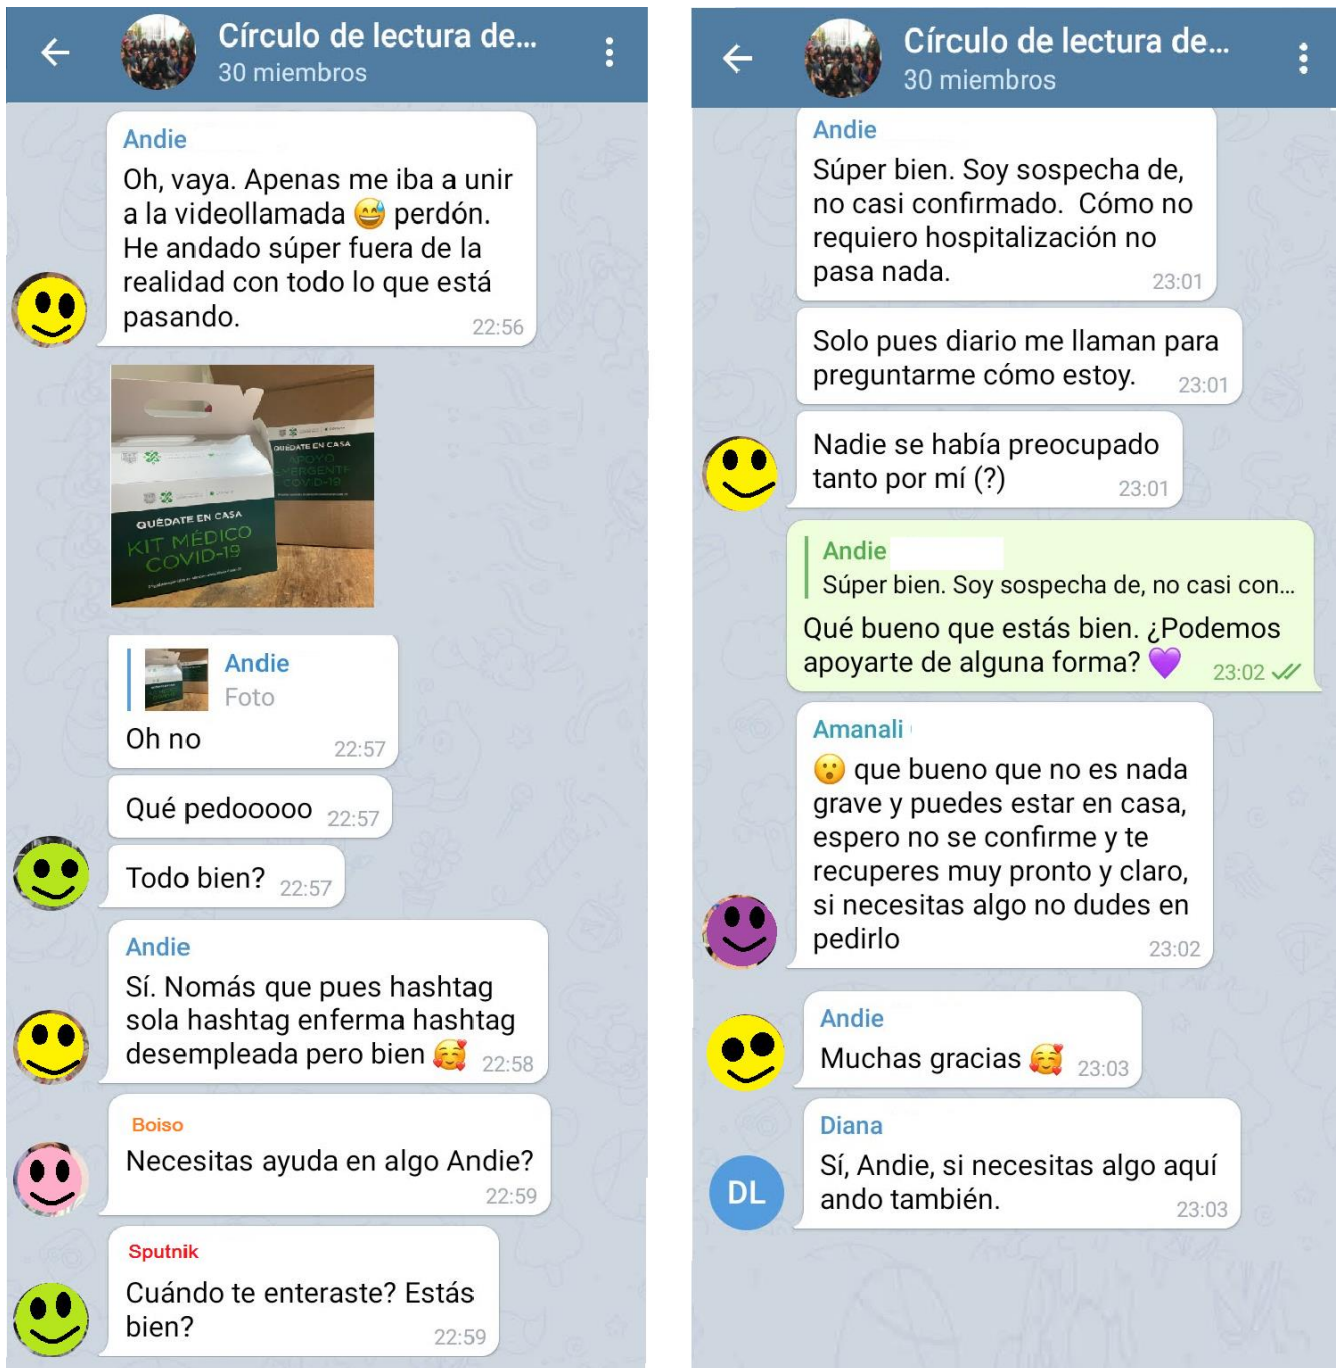 Círculo de lectura de...
30 miembros
Andie
Oh, vaya. Apenas me iba a unir
a la videollamada 😅 perdón.
He andado súper fuera de la
realidad con todo lo que está
pasando.
22:56
QUÉDATE EN CASA
APOYO
EMERGENTE
COVID-19
QUÉDATE EN CASA
KIT MÉDICO
COVID-19
Andie
Foto
Oh no
22:57
Qué pedooooo 22:57
Todo bien? 22:57
Andie
Sí. Nomás que pues hashtag
sola hashtag enferma hashtag
desempleada pero bien 🥰 22:58
Boiso
Necesitas ayuda en algo Andie?
22:59
Sputnik
Cuándo te enteraste? Estás
bien?
22:59
Círculo de lectura de...
30 miembros
Andie
Súper bien. Soy sospecha de,
no casi confirmado.  Cómo no
requiero hospitalización no
pasa nada.
23:01
Solo pues diario me llaman para
preguntarme cómo estoy. 23:01
Nadie se había preocupado
tanto por mí (?)
23:01
Andie
Súper bien. Soy sospecha de, no casi con...
Qué bueno que estás bien. ¿Podemos
apoyarte de alguna forma? 💜 23:02
Amanali
😮 que bueno que no es nada
grave y puedes estar en casa,
espero no se confirme y te
recuperes muy pronto y claro,
si necesitas algo no dudes en
pedirlo
23:02
Andie
Muchas gracias 🥰 23:03
Diana
DL
Sí, Andie, si necesitas algo aquí
ando también.
23:03